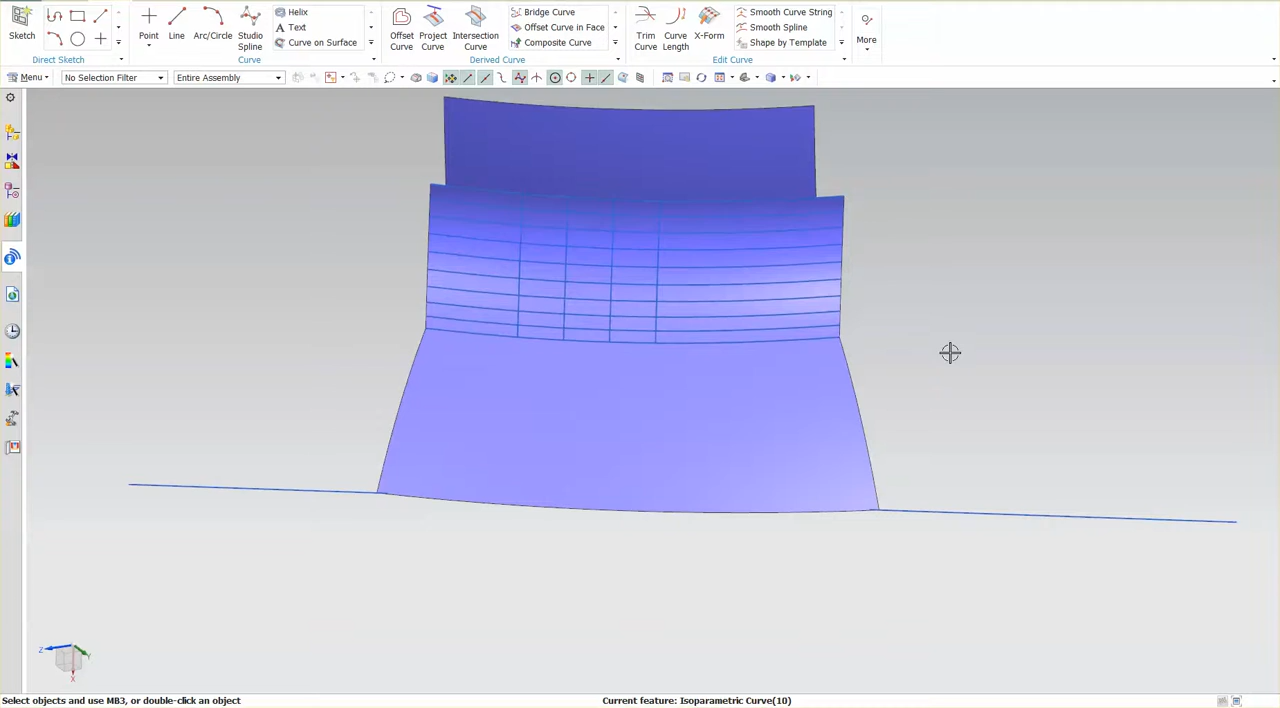 Sketch
Point
Line
Arc/Circle
Studio Spline
Helix
Text
Curve on Surface
Offset Curve
Project Curve
Intersection Curve
Bridge Curve
Offset Curve in Face
Composite Curve
Trim Curve
Curve Length
X-Form
Smooth Curve String
Smooth Spline
Shape by Template
More
Direct Sketch
Curve
Derived Curve
Edit Curve
Menu
No Selection Filter
Entire Assembly
Z
Y
X
Select objects and use MB3, or double-click an object
Current feature: Isoparametric Curve(10)